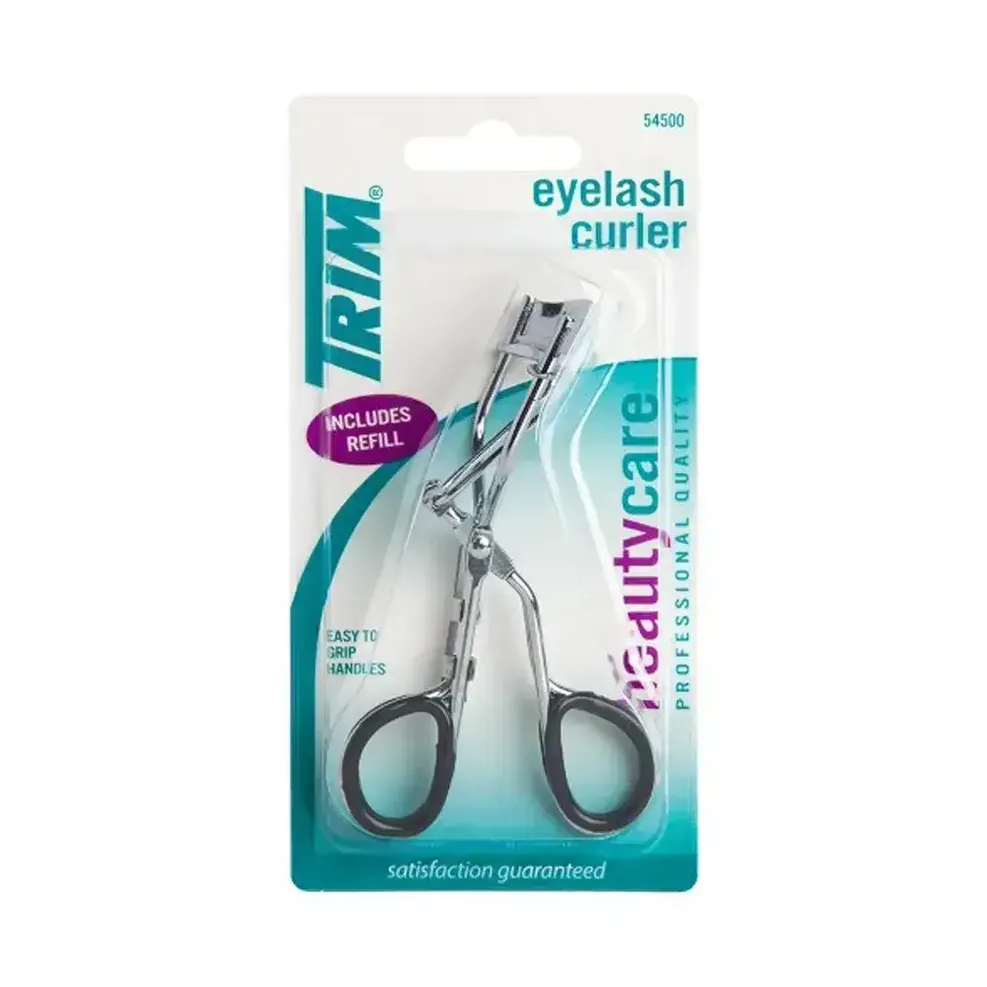 54500
eyelash
curler
TRIM®
INCLUDES
REFILL
beautycare
PROFESSIONAL QUALITY
EASY TO
GRIP
HANDLES
satisfaction guaranteed